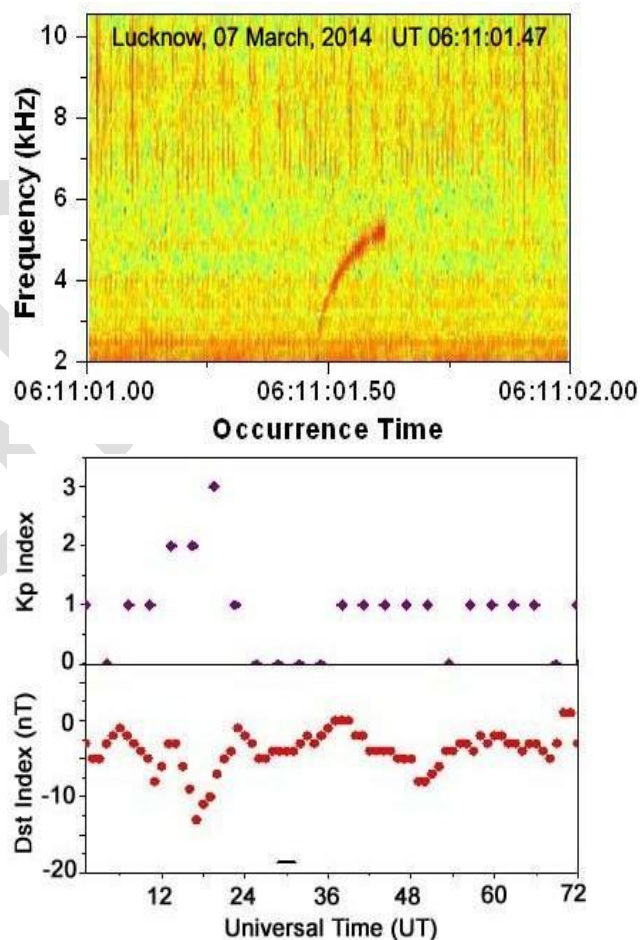 Lucknow, 07 March, 2014 UT 06:11:01.47
10
8
6
4
2
Frequency (kHz)
06:11:01.00 06:11:01.50 06:11:02.00
Occurrence Time
3
2
1
0
Kp Index
0
-10
-20
Dst Index (nT)
12 24 36 48 60 72
Universal Time (UT)